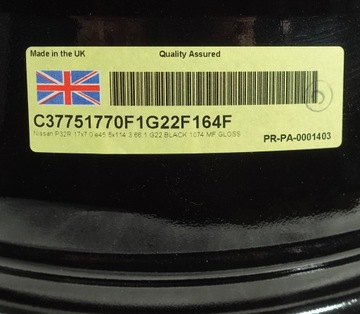 Made in the UK Quality Assured
C37751770F1G22F164F
Nissan P32R 17x7.0 e45 5x114.3 66.1 G22 BLACK 1074 MF GLOSS
PR-PA-0001403